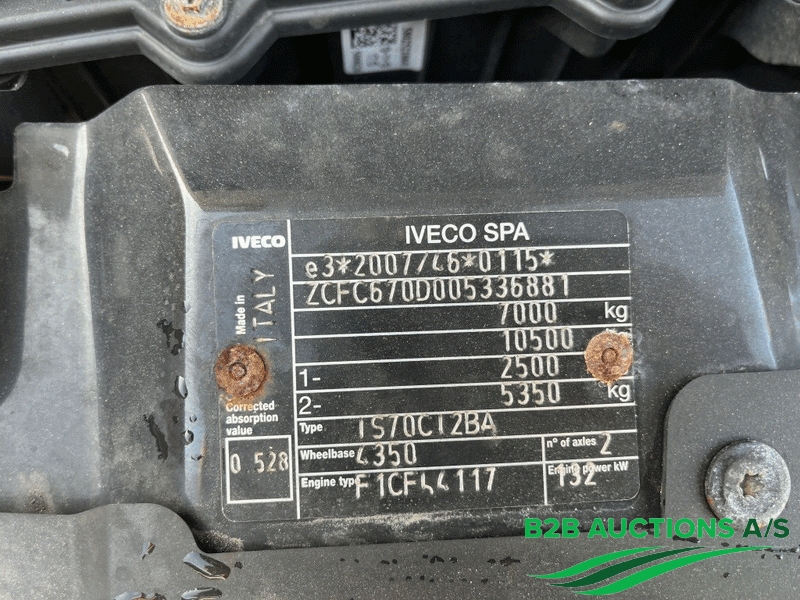 IVECO
IVECO SPA
Made in
ITALY
e3*2007/46*0115*
ZCFC670D005336881
7000 kg
10500
1- 2500
2- 5350 kg
Corrected
absorption
value
0 528
Type IS70CI2BA
Wheelbase 4350
n° of axles 2
Engine type F1CF44117
Engine power kW
132
B2B AUCTIONS A/S